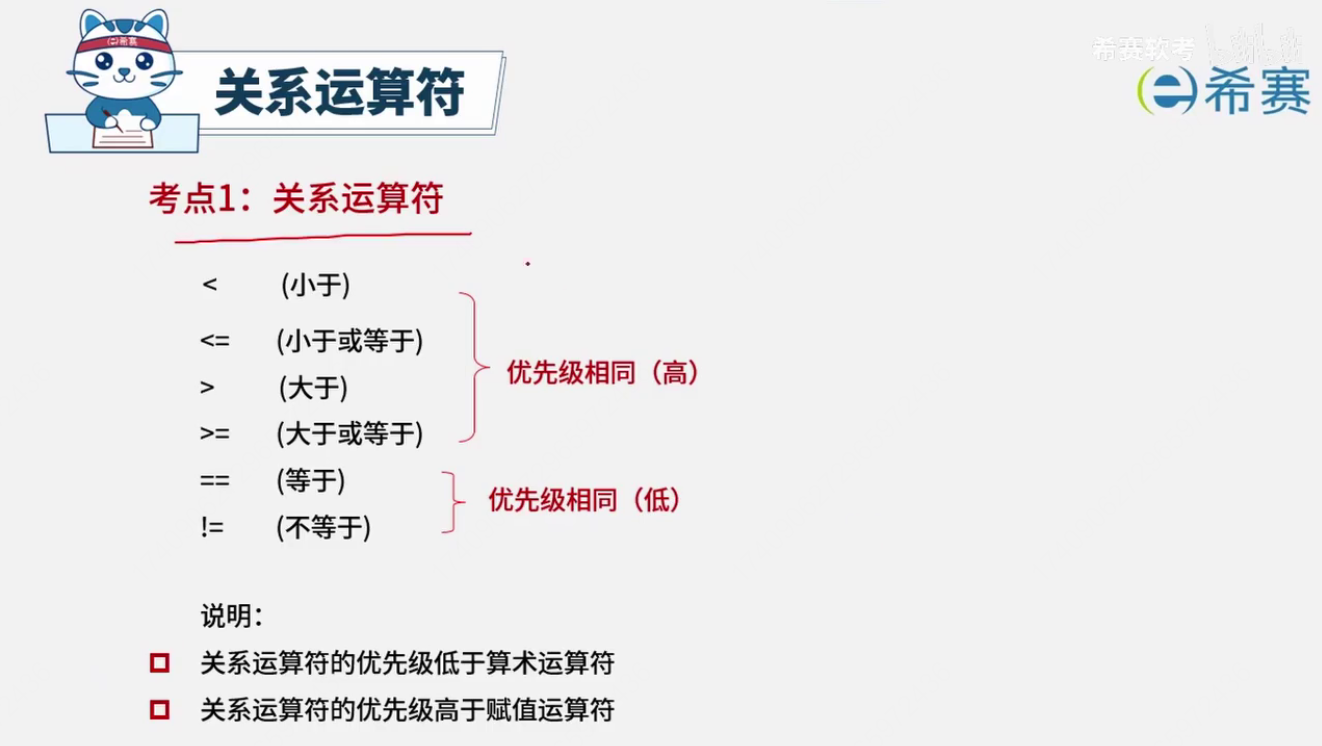 希赛
希赛软考
关系运算符
希赛
考点1：关系运算符
< (小于)
<= (小于或等于)
> (大于)
>= (大于或等于)
优先级相同（高）
== (等于)
!= (不等于)
优先级相同（低）
说明：
关系运算符的优先级低于算术运算符
关系运算符的优先级高于赋值运算符